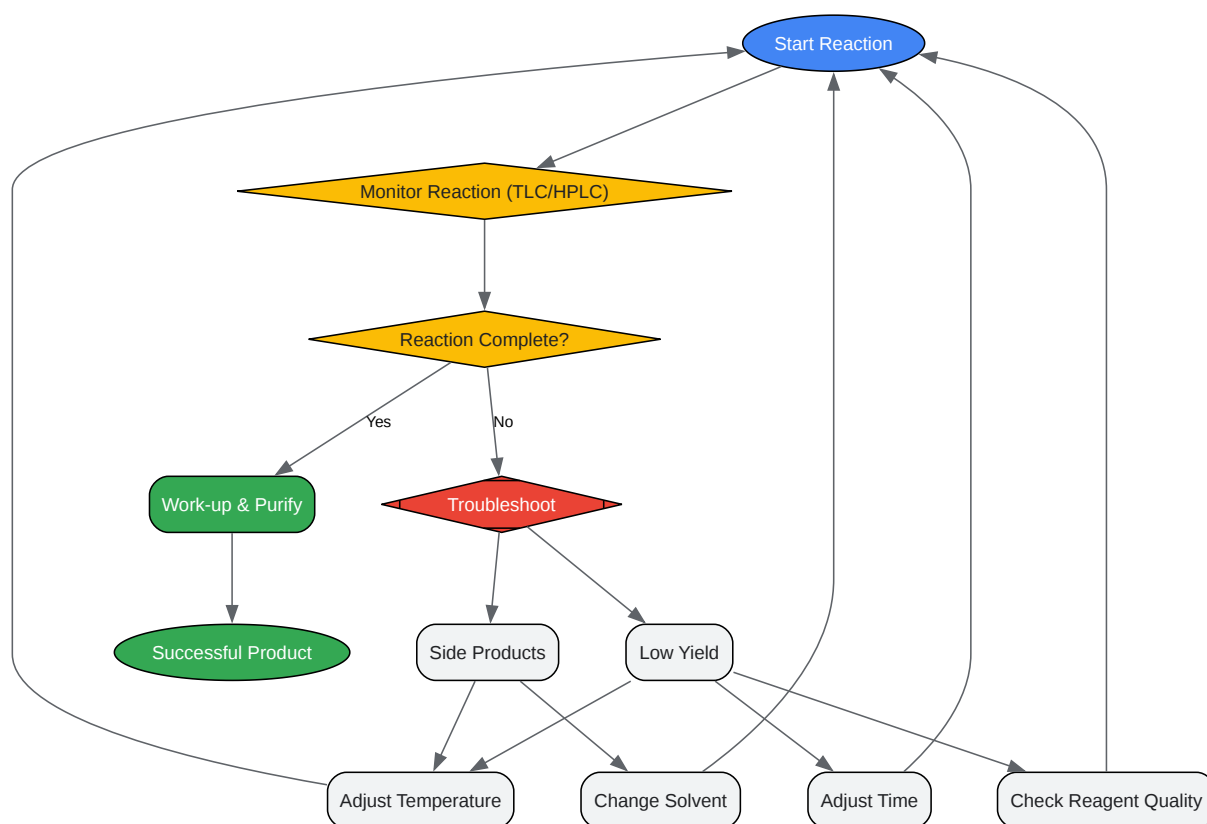 Start Reaction
Monitor Reaction (TLC/HPLC)
Reaction Complete?
Yes
No
Work-up & Purify
Troubleshoot
Successful Product
Side Products
Low Yield
Adjust Temperature
Change Solvent
Adjust Time
Check Reagent Quality